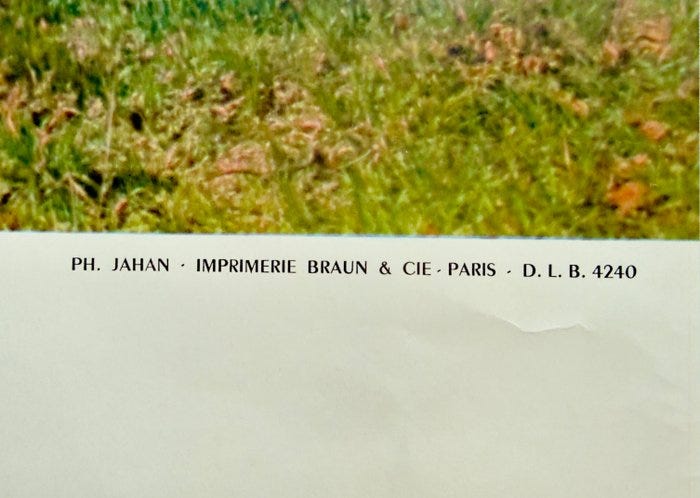 PH. JAHAN · IMPRIMERIE BRAUN & CIE · PARIS · D. L. B. 4240